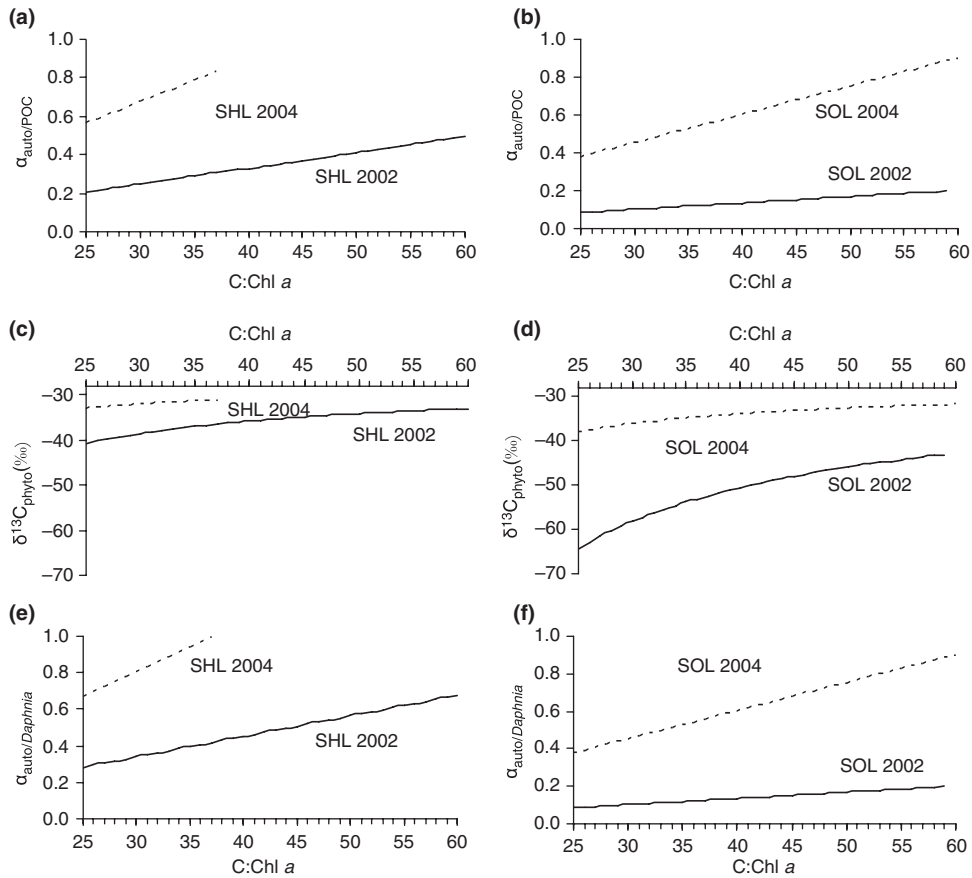 (a)
α auto/POC
1.0
0.8
0.6
0.4
0.2
0.0
SHL 2004
SHL 2002
25 30 35 40 45 50 55 60
C:Chl a
(b)
α auto/POC
1.0
0.8
0.6
0.4
0.2
0.0
SOL 2004
SOL 2002
25 30 35 40 45 50 55 60
C:Chl a
(c)
C:Chl a
25 30 35 40 45 50 55 60
δ13Cphyto(‰)
−30
−40
−50
−60
−70
SHL 2004
SHL 2002
(d)
C:Chl a
25 30 35 40 45 50 55 60
δ13Cphyto(‰)
−30
−40
−50
−60
−70
SOL 2004
SOL 2002
(e)
α auto/Daphnia
1.0
0.8
0.6
0.4
0.2
0.0
SHL 2004
SHL 2002
25 30 35 40 45 50 55 60
C:Chl a
(f)
α auto/Daphnia
1.0
0.8
0.6
0.4
0.2
0.0
SOL 2004
SOL 2002
25 30 35 40 45 50 55 60
C:Chl a